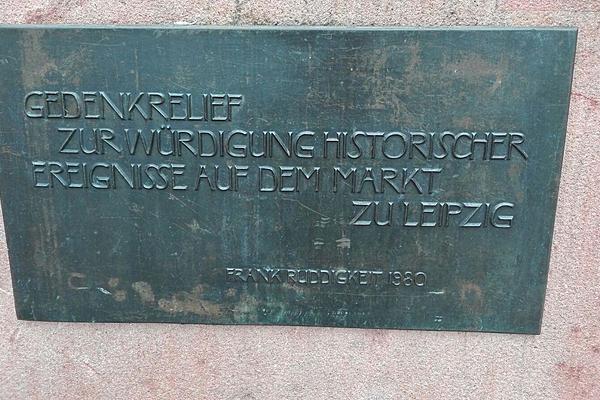 GEDENKRELIEF
ZUR WÜRDIGUNG HISTORISCHER
EREIGNISSE AUF DEM MARKT
ZU LEIPZIG
FRANK RUDDIGKEIT 1980